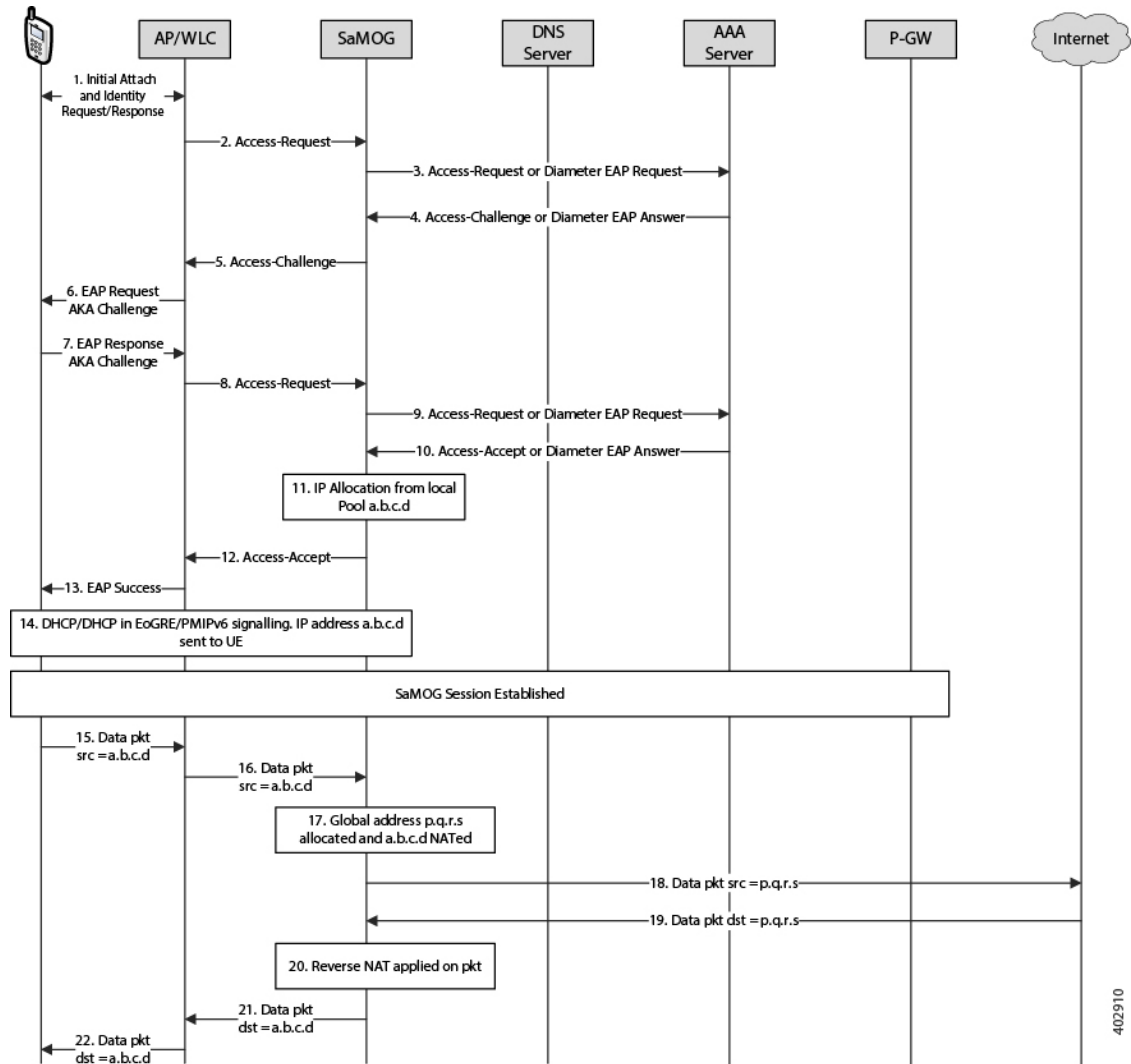 AP/WLC
SaMOG
DNS
Server
AAA
Server
P-GW
Internet
1. Initial Attach
and Identity
Request/Response
2. Access-Request
3. Access-Request or Diameter EAP Request
4. Access-Challenge or Diameter EAP Answer
5. Access-Challenge
6. EAP Request
AKA Challenge
7. EAP Response
AKA Challenge
8. Access-Request
9. Access-Request or Diameter EAP Request
10. Access-Accept or Diameter EAP Answer
11. IP Allocation from local
Pool a.b.c.d
12. Access-Accept
13. EAP Success
14. DHCP/DHCP in EoGRE/PMIPv6 signalling. IP address a.b.c.d
sent to UE
SaMOG Session Established
15. Data pkt
src = a.b.c.d
16. Data pkt
src = a.b.c.d
17. Global address p.q.r.s
allocated and a.b.c.d NATed
18. Data pkt src = p.q.r.s
19. Data pkt dst = p.q.r.s
20. Reverse NAT applied on pkt
21. Data pkt
dst = a.b.c.d
22. Data pkt
dst = a.b.c.d
402910